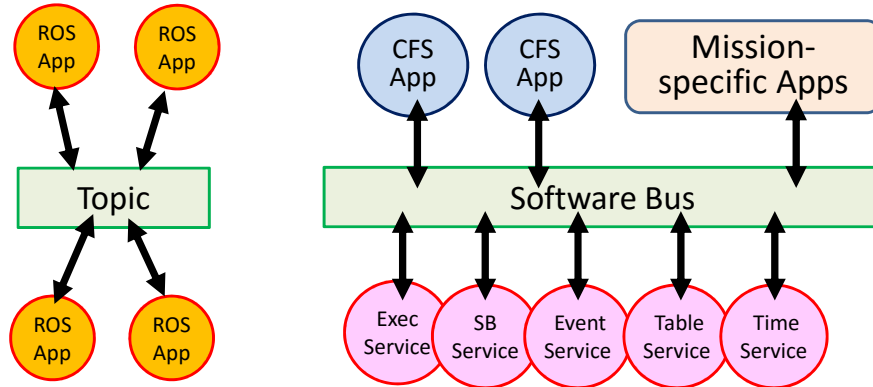 ROS
App
ROS
App
Topic
ROS
App
ROS
App
CFS
App
CFS
App
Mission-
specific Apps
Software Bus
Exec
Service
SB
Service
Event
Service
Table
Service
Time
Service